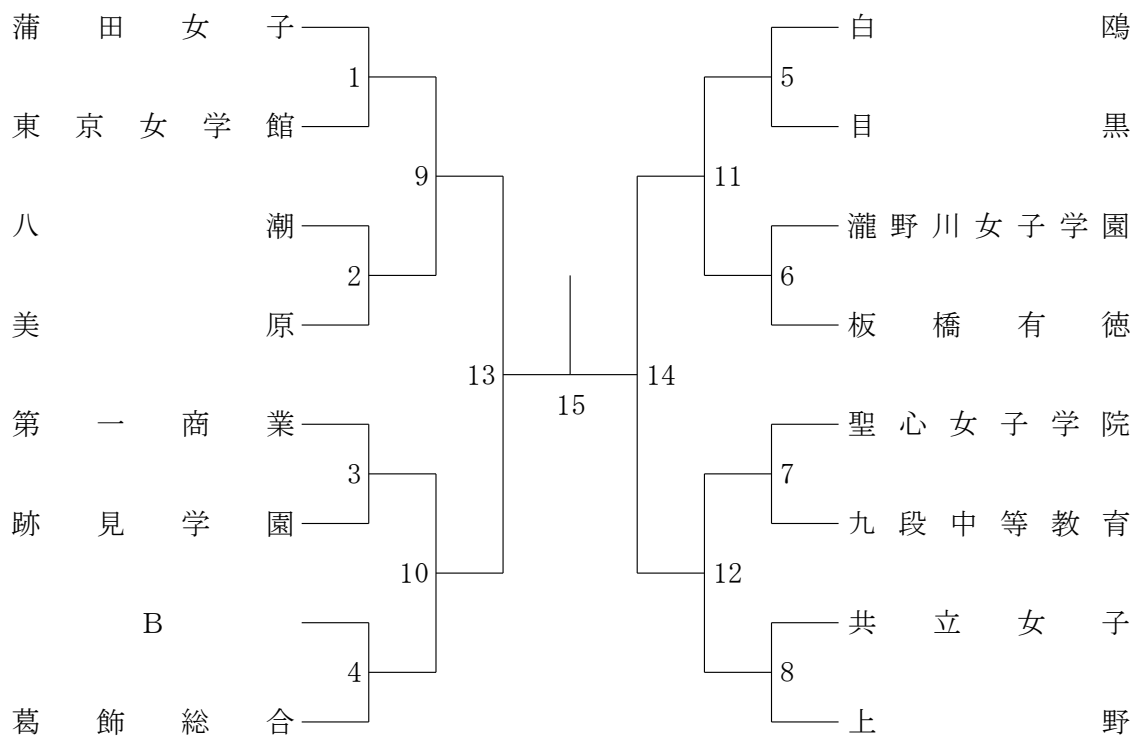 蒲田女子
1
東京女学館
9
八潮
2
美原
13
第一商業
3
跡見学園
10
B
4
葛飾総合
15
白鴎
5
目黒
11
瀧野川女子学園
6
板橋有徳
14
聖心女子学院
7
九段中等教育
12
共立女子
8
上野